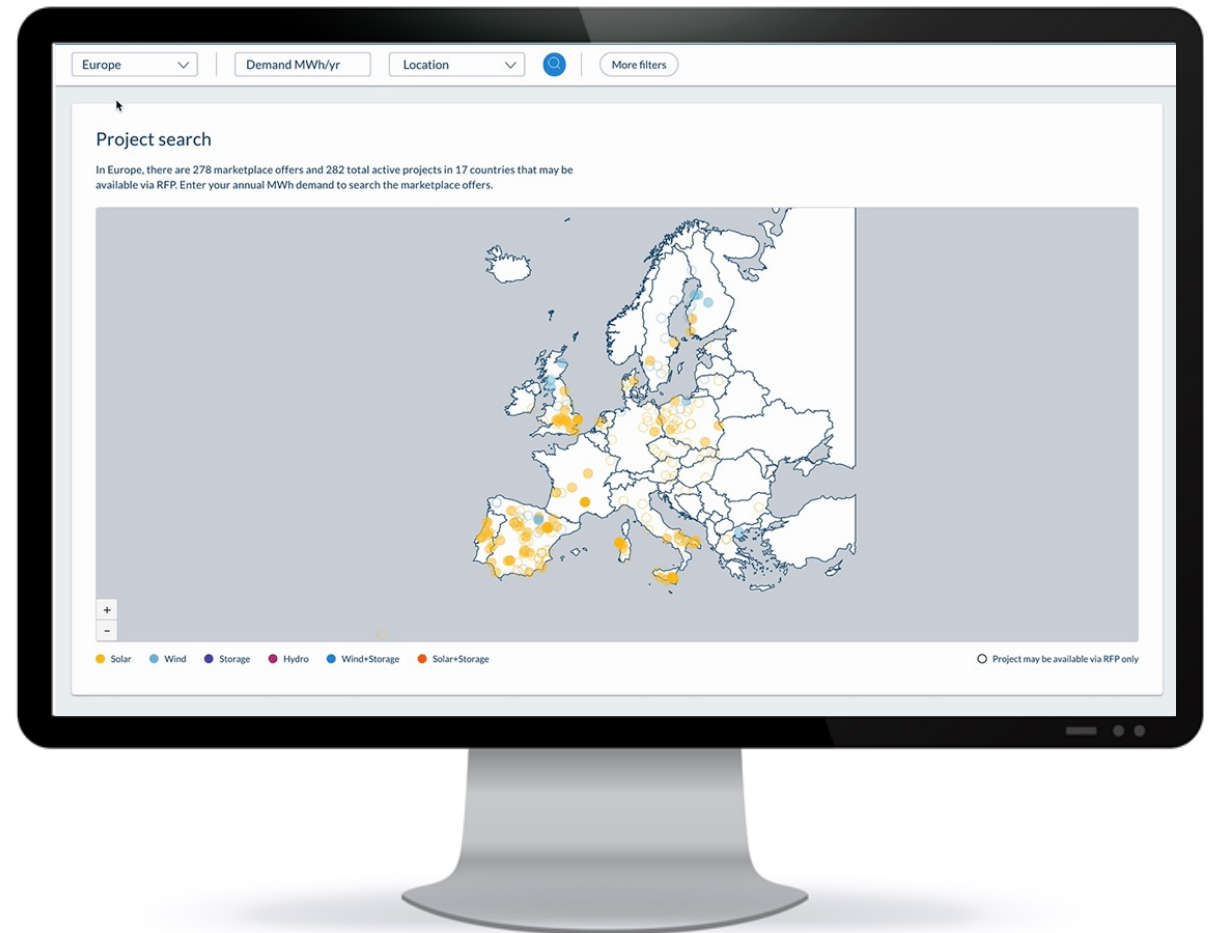 Europe
Demand MWh/yr
Location
More filters
Project search
In Europe, there are 278 marketplace offers and 282 total active projects in 17 countries that may be
available via RFP. Enter your annual MWh demand to search the marketplace offers.
+
-
Solar
Wind
Storage
Hydro
Wind+Storage
Solar+Storage
Project may be available via RFP only